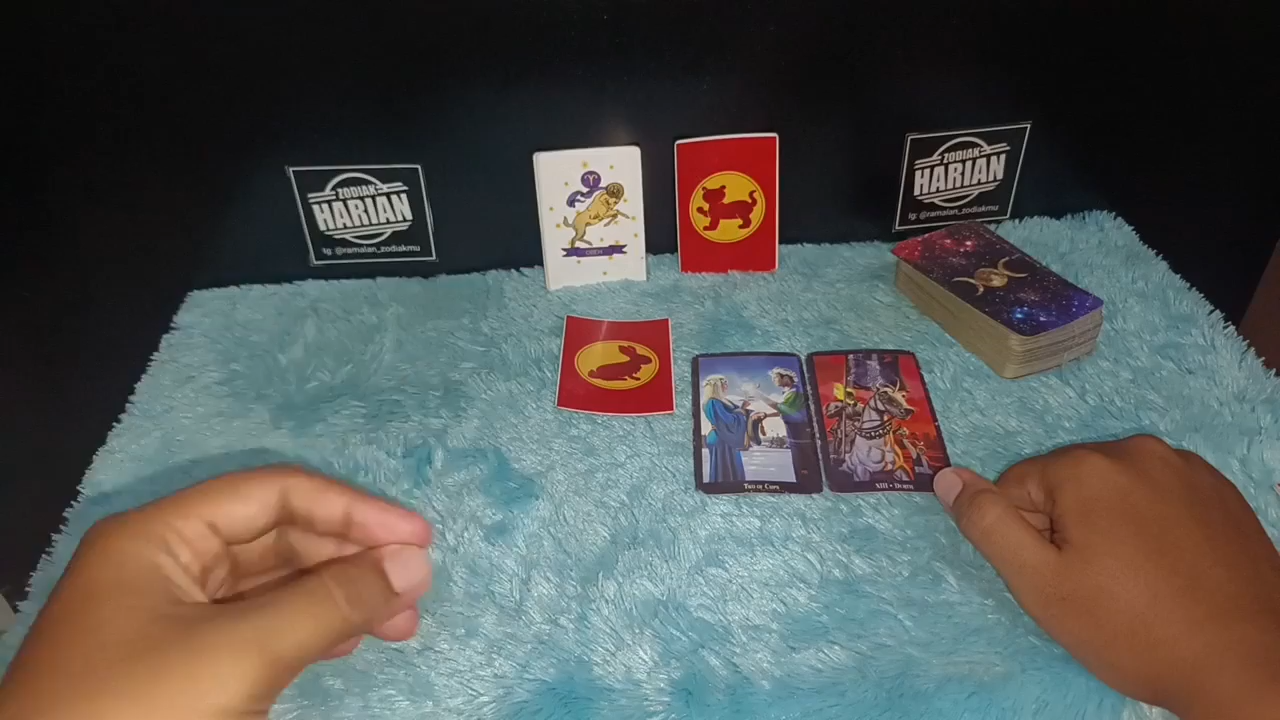 ZODIAK
HARIAN
Ig: @ramalan_zodiakmu
ZODIAK
HARIAN
Ig: @ramalan_zodiakmu
Two of Cups
XIII • Death